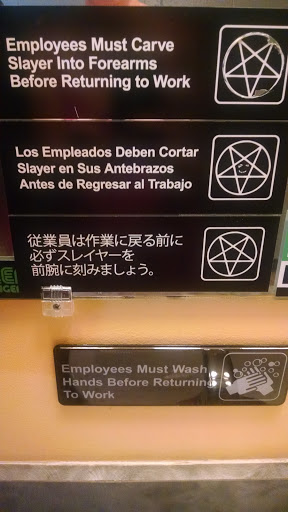 Employees Must Carve
Slayer Into Forearms
Before Returning to Work
Los Empleados Deben Cortar
Slayer en Sus Antebrazos
Antes de Regresar al Trabajo
従業員は作業に戻る前に
必ずスレイヤーを
前腕に刻みましょう。
Employees Must Wash
Hands Before Returning
To Work